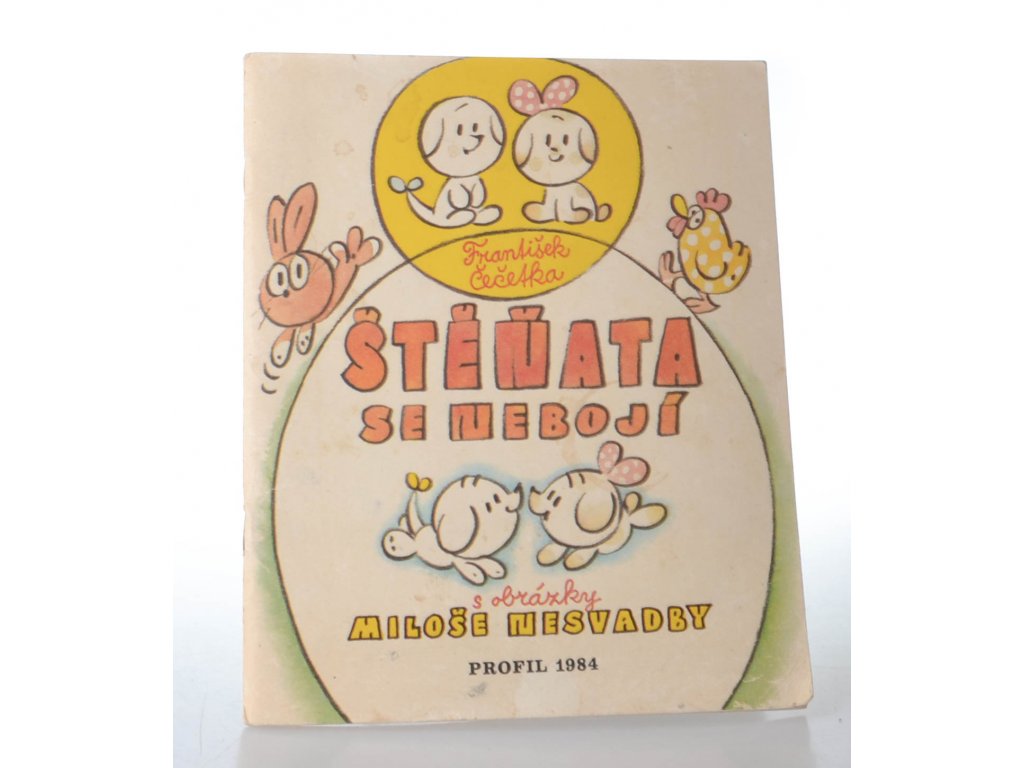 František
Čečetka
ŠTĚŇATA
SE NEBOJÍ
s obrázky
MILOŠE NESVADBY
PROFIL 1984